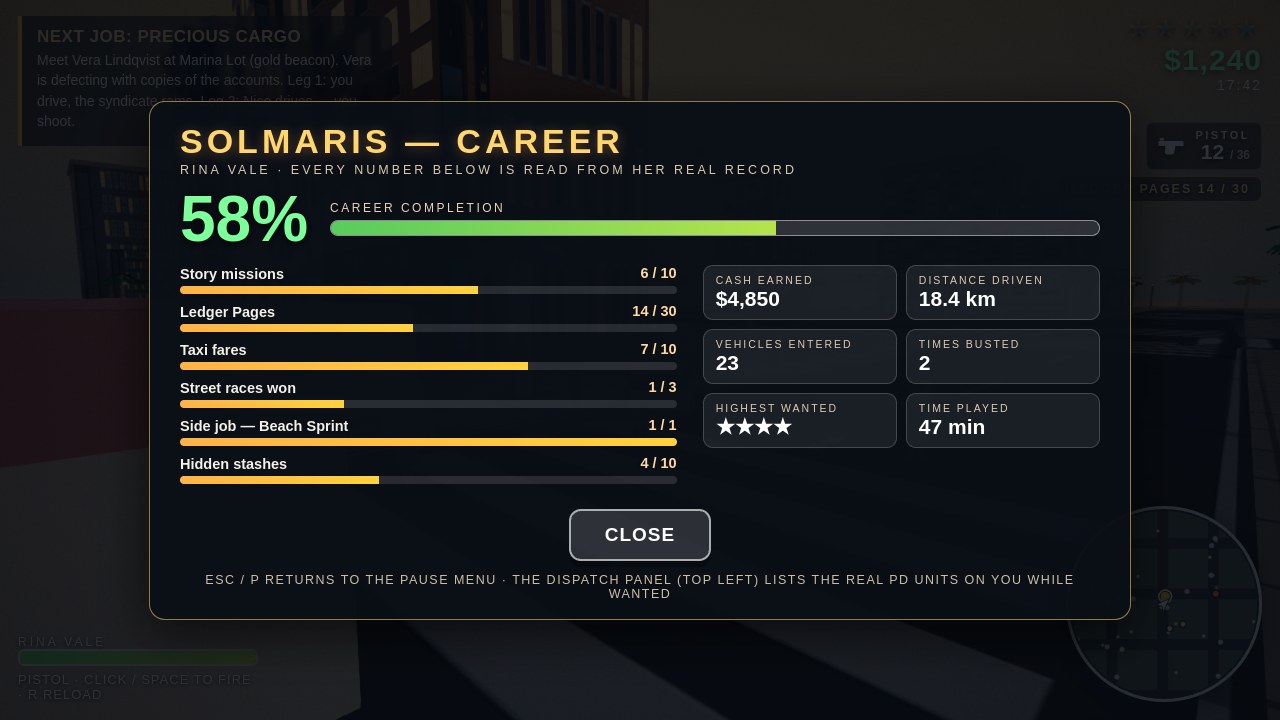 NEXT JOB: PRECIOUS CARGO
Meet Vera Lindqvist at Marina Lot (gold beacon). Vera
is defecting with copies of the accounts. Leg 1: you
drive, the syndicate rams. Leg 2: Nico drives — you
shoot.
$1,240
17:42
PISTOL
12 / 36
PAGES 14 / 30
SOLMARIS — CAREER
RINA VALE · EVERY NUMBER BELOW IS READ FROM HER REAL RECORD
58%
CAREER COMPLETION
Story missions 6 / 10
Ledger Pages 14 / 30
Taxi fares 7 / 10
Street races won 1 / 3
Side job — Beach Sprint 1 / 1
Hidden stashes 4 / 10
CASH EARNED
$4,850
DISTANCE DRIVEN
18.4 km
VEHICLES ENTERED
23
TIMES BUSTED
2
HIGHEST WANTED
★★★★
TIME PLAYED
47 min
CLOSE
ESC / P RETURNS TO THE PAUSE MENU · THE DISPATCH PANEL (TOP LEFT) LISTS THE REAL PD UNITS ON YOU WHILE
WANTED
RINA VALE
PISTOL · CLICK / SPACE TO FIRE
· R RELOAD